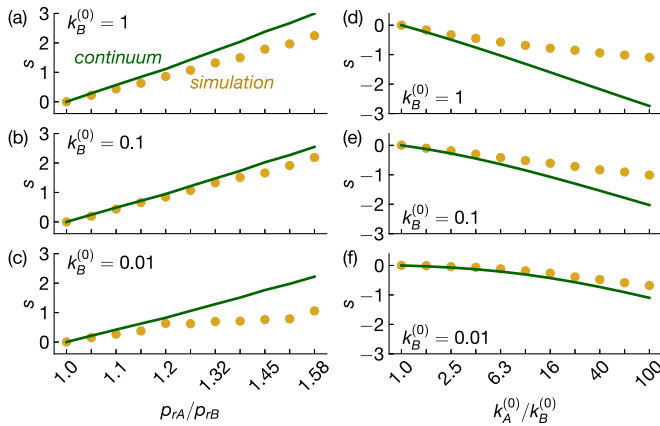 (a)
k_B^(0) = 1
continuum
simulation
s
3
2
1
0
(b)
k_B^(0) = 0.1
s
2
1
0
(c)
k_B^(0) = 0.01
s
3
2
1
0
1.0
1.1
1.2
1.32
1.45
1.58
p_rA/p_rB
(d)
k_B^(0) = 1
s
0
−1
−2
−3
(e)
k_B^(0) = 0.1
s
0
−1
−2
−3
(f)
k_B^(0) = 0.01
s
0
−1
−2
−3
1.0
2.5
6.3
16
40
100
k_A^(0)/k_B^(0)